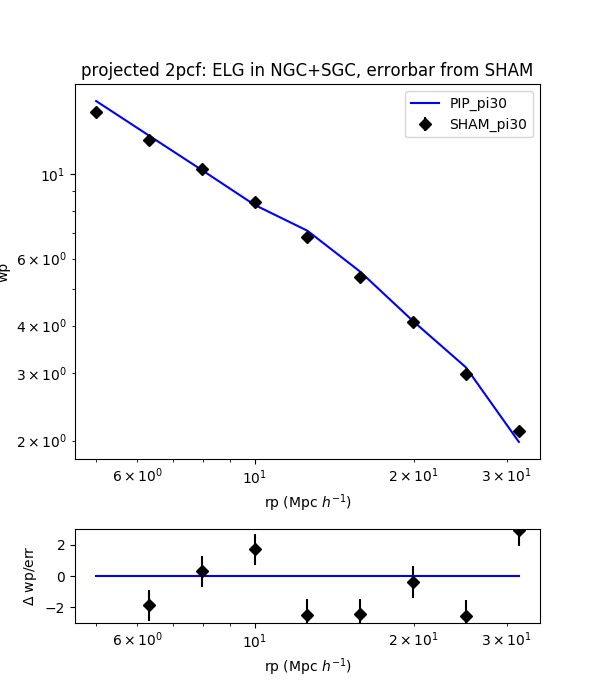 projected 2pcf: ELG in NGC+SGC, errorbar from SHAM
PIP_pi30
SHAM_pi30
10¹
6 × 10⁰
4 × 10⁰
3 × 10⁰
2 × 10⁰
wp
6 × 10⁰ 10¹ 2 × 10¹ 3 × 10¹
rp (Mpc h⁻¹)
2
0
−2
Δ wp/err
6 × 10⁰ 10¹ 2 × 10¹ 3 × 10¹
rp (Mpc h⁻¹)